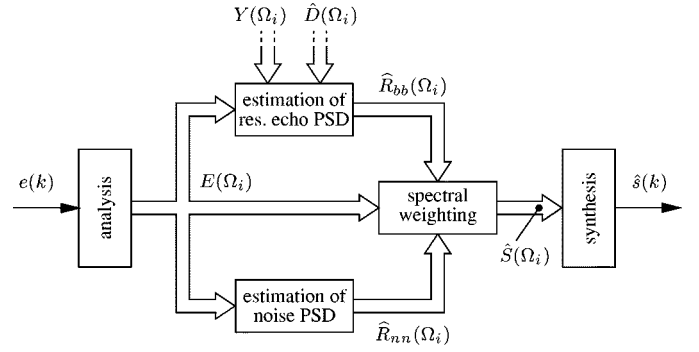 Y(Ω_i) D̂(Ω_i)
estimation of
res. echo PSD
R̂_bb(Ω_i)
e(k)
analysis
E(Ω_i)
spectral
weighting
Ŝ(Ω_i)
synthesis
ŝ(k)
estimation of
noise PSD
R̂_nn(Ω_i)